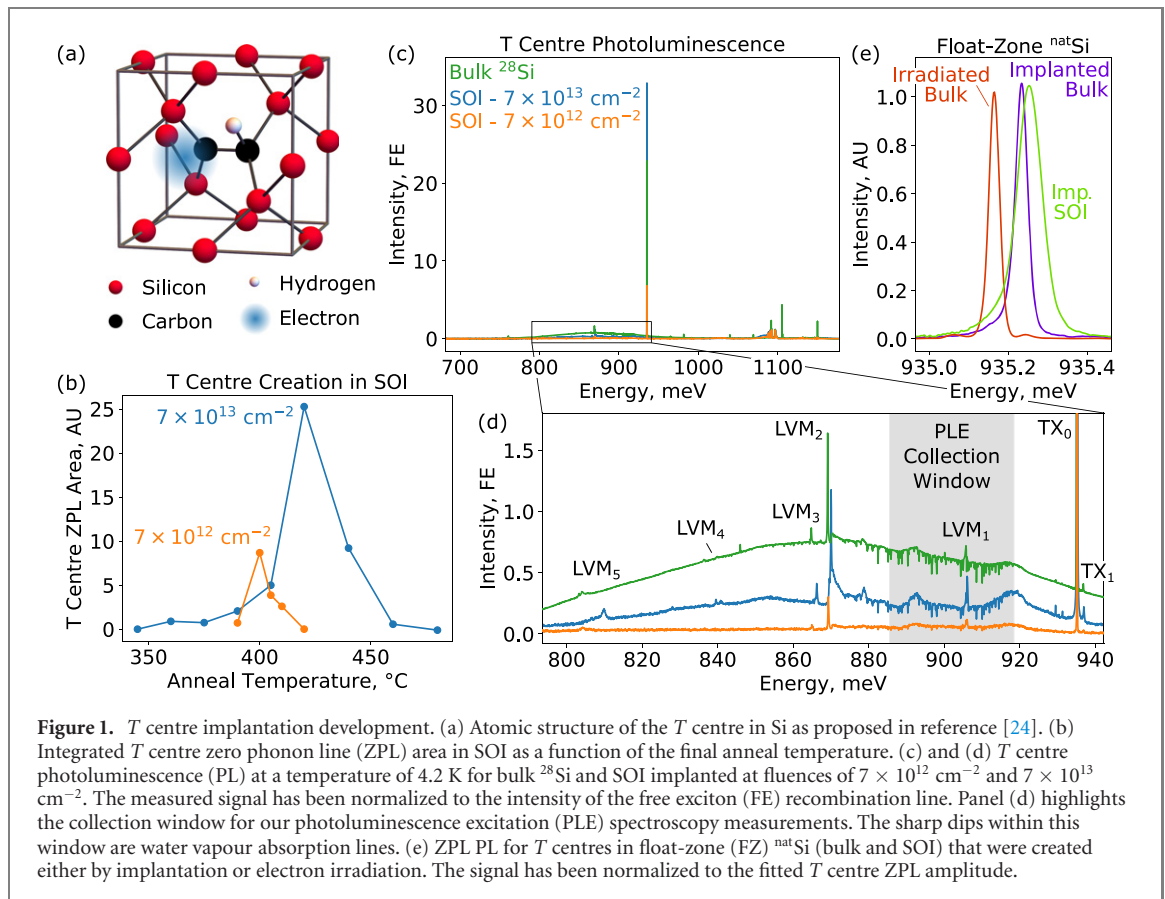 (a)
Silicon
Hydrogen
Carbon
Electron
(b)
T Centre Creation in SOI
7 × 10¹³ cm⁻²
7 × 10¹² cm⁻²
T Centre ZPL Area, AU
25
20
15
10
5
0
350
400
450
Anneal Temperature, °C
(c)
T Centre Photoluminescence
Bulk ²⁸Si
SOI - 7 × 10¹³ cm⁻²
SOI - 7 × 10¹² cm⁻²
Intensity, FE
30
20
10
0
700
800
900
1000
1100
Energy, meV
(e)
Float-Zone ⁿᵃᵗSi
Irradiated
Bulk
Implanted
Bulk
Imp.
SOI
Intensity, AU
1.0
0.8
0.6
0.4
0.2
0.0
935.0
935.2
935.4
Energy, meV
(d)
LVM₂
PLE
Collection
Window
TX₀
LVM₃
LVM₄
LVM₁
LVM₅
TX₁
Intensity, FE
1.5
1.0
0.5
0.0
800
820
840
860
880
900
920
940
Energy, meV
Figure 1. T centre implantation development. (a) Atomic structure of the T centre in Si as proposed in reference [24]. (b)
Integrated T centre zero phonon line (ZPL) area in SOI as a function of the final anneal temperature. (c) and (d) T centre
photoluminescence (PL) at a temperature of 4.2 K for bulk ²⁸Si and SOI implanted at fluences of 7 × 10¹² cm⁻² and 7 × 10¹³
cm⁻². The measured signal has been normalized to the intensity of the free exciton (FE) recombination line. Panel (d) highlights
the collection window for our photoluminescence excitation (PLE) spectroscopy measurements. The sharp dips within this
window are water vapour absorption lines. (e) ZPL PL for T centres in float-zone (FZ) ⁿᵃᵗSi (bulk and SOI) that were created
either by implantation or electron irradiation. The signal has been normalized to the fitted T centre ZPL amplitude.